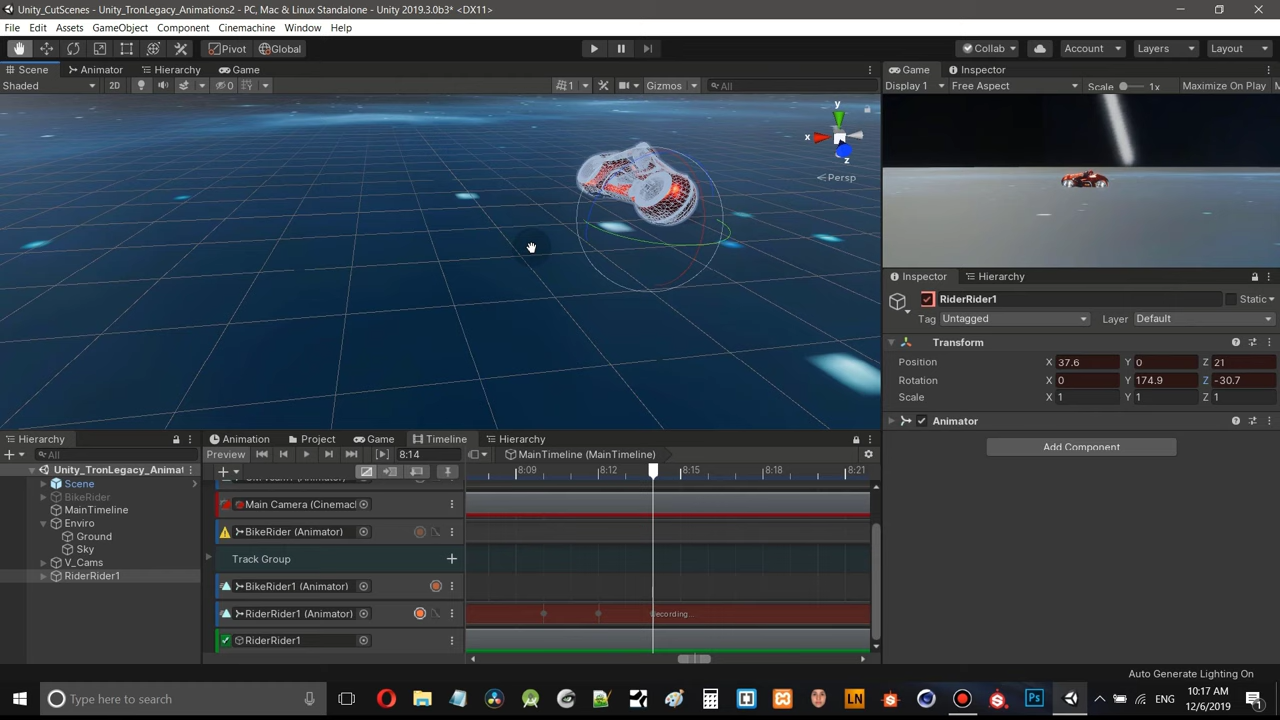 Unity_CutScenes - Unity_TronLegacy_Animations2 - PC, Mac & Linux Standalone - Unity 2019.3.0b3* <DX11>
File Edit Assets GameObject Component Cinemachine Window Help
Pivot Global Collab Account Layers Layout
Scene Animator Hierarchy Game Game Inspector
Shaded 2D 0 1 Gizmos All Display 1 Free Aspect Scale 1x Maximize On Play
y
x
z
Persp
Inspector Hierarchy
RiderRider1 Static
Tag Untagged Layer Default
Transform
Position X 37.6 Y 0 Z 21
Rotation X 0 Y 174.9 Z -30.7
Scale X 1 Y 1 Z 1
Animator
Add Component
Hierarchy Animation Project Game Timeline Hierarchy
All Preview 8:14 MainTimeline (MainTimeline)
Unity_TronLegacy_Animat 8:09 8:12 8:15 8:18 8:21
Scene
BikeRider Main Camera (Cinemac
MainTimeline
Enviro BikeRider (Animator)
Ground
Sky Track Group
V_Cams
RiderRider1 BikeRider1 (Animator)
RiderRider1 (Animator) Recording...
RiderRider1
Auto Generate Lighting On
Type here to search LN Ps ENG 10:17 AM 12/6/2019 1